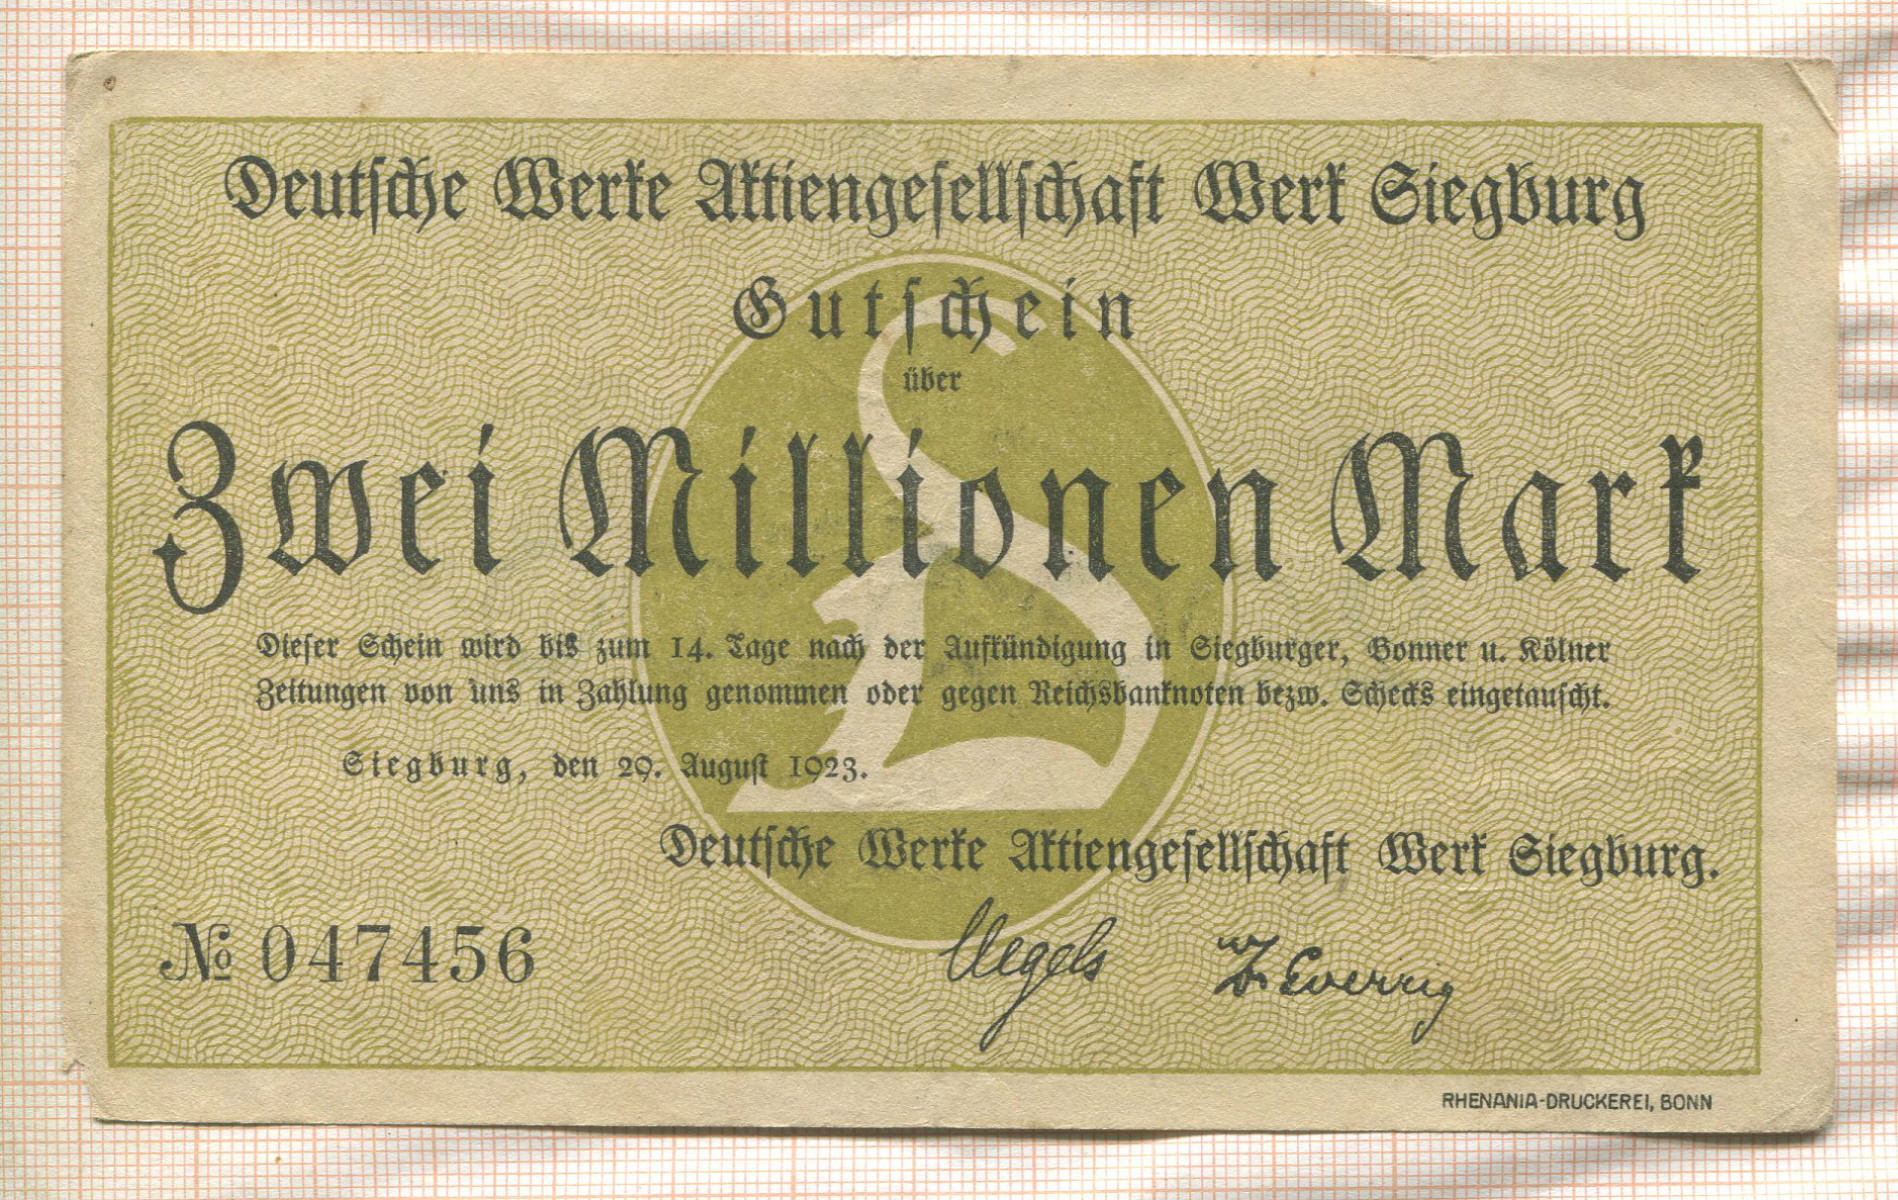 Deutsche Werke Aktiengesellschaft Werk Siegburg
Gutschein
über
Zwei Millionen Mark
Dieser Schein wird bis zum 14. Tage nach der Aufkündigung in Siegburger, Bonner u. Kölner
Zeitungen von uns in Zahlung genommen oder gegen Reichsbanknoten bezw. Schecks eingetauscht.
Siegburg, den 29. August 1923.
Deutsche Werke Aktiengesellschaft Werk Siegburg.
№ 047456
RHENANIA-DRUCKEREI, BONN